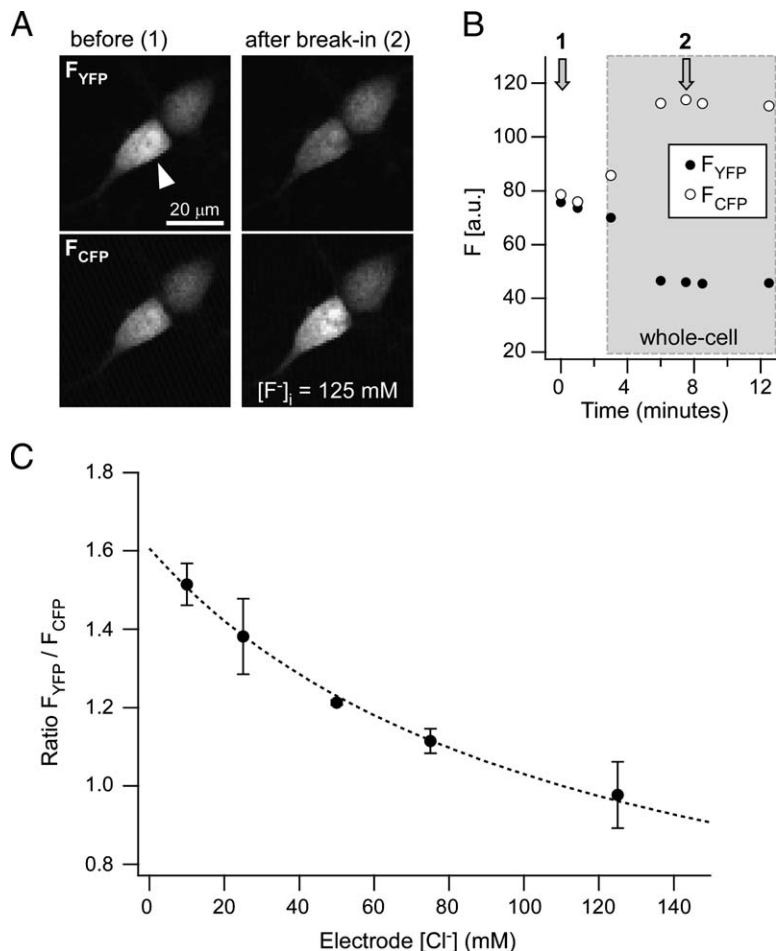 A
before (1)
after break-in (2)
F_YFP
20 µm
F_CFP
[F⁻]ᵢ = 125 mM
B
1
2
120
100
80
60
40
20
F [a.u.]
F_YFP
F_CFP
whole-cell
0
4
8
12
Time (minutes)
C
1.8
1.6
1.4
1.2
1.0
0.8
Ratio F_YFP / F_CFP
0
20
40
60
80
100
120
140
Electrode [Cl⁻] (mM)